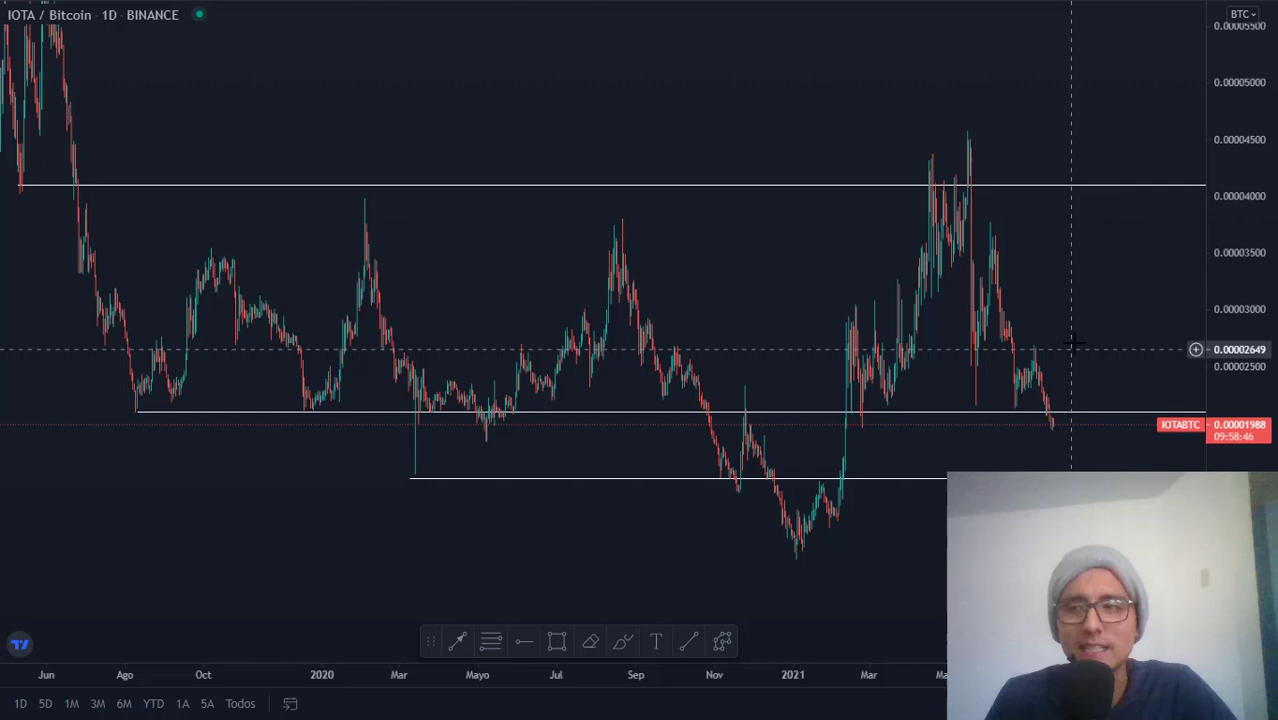 IOTA / Bitcoin · 1D · BINANCE
BTC
0.00005500
0.00005000
0.00004500
0.00004000
0.00003500
0.00003000
0.00002649
0.00002500
IOTABTC 0.00001988
09:58:46
Jun Ago Oct 2020 Mar Mayo Jul Sep Nov 2021 Mar
1D 5D 1M 3M 6M YTD 1A 5A Todos